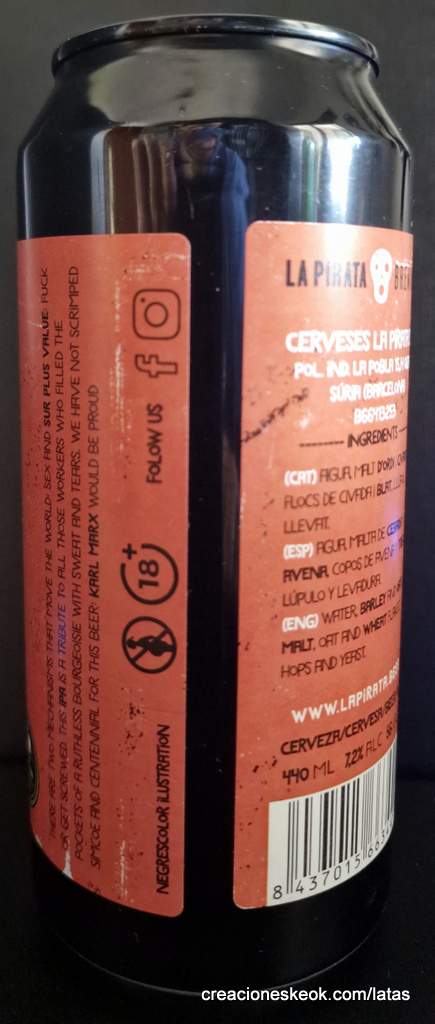 THERE ARE TWO MECHANISMS THAT MOVE THE WORLD: SEX AND SUR PLUS VALUE. FUCK
OR GET SCREWED. THIS IPA IS A TRIBUTE TO ALL THOSE WORKERS WHO FILLED THE
POCKETS OF A RUTHLESS BOURGEOISIE WITH SWEAT AND TEARS. WE HAVE NOT SCRIMPED
SIMCOE AND CENTENNIAL FOR THIS BEER: KARL MARX WOULD BE PROUD
FOLOW US
18+
NEGRESCOLOR ILUSTRATION
LA PIRATA
CERVESES LA
POL. IND. LA POBLA
SÚRIA (BARCELONA)
INGREDIENTS
(CAT) AIGUA, MALT D'ORDI,
FLOCS DE CIVADA I BLAT,
LLEVAT.
(ESP) AGUA, MALTA DE
AVENA, COPOS DE
LÚPULO Y LEVADURA.
(ENG) WATER, BARLEY AND
MALT, OAT AND WHEAT
HOPS AND YEAST.
WWW.LAPIRATA.
CERVEZA/CERVESA/
440 ML 7,2% ALC
8 437015
creacioneskeok.com/latas